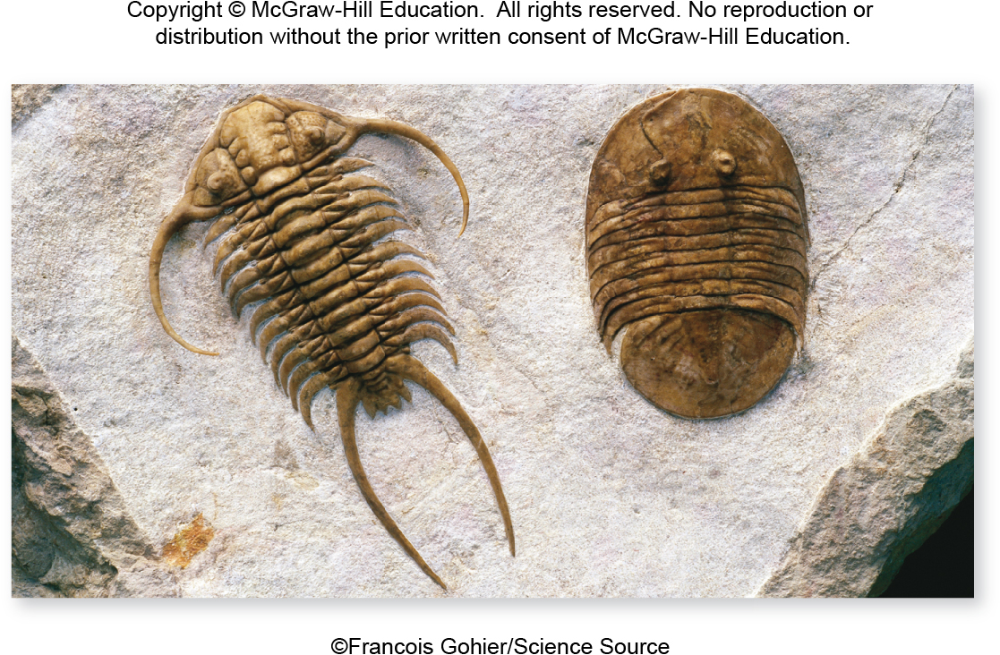 Copyright © McGraw-Hill Education.  All rights reserved. No reproduction or
distribution without the prior written consent of McGraw-Hill Education.
©Francois Gohier/Science Source